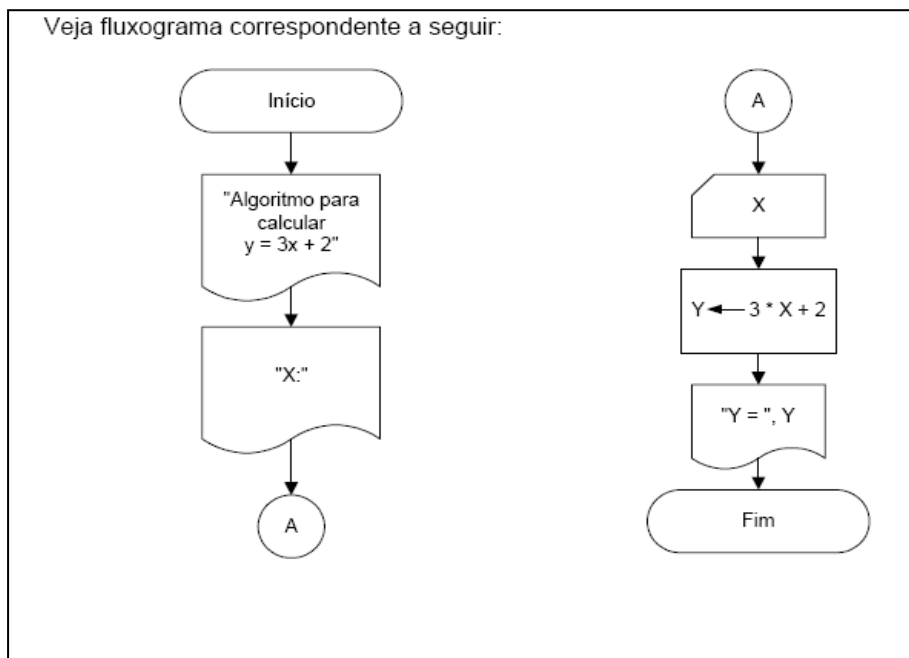 Veja fluxograma correspondente a seguir:
Início
"Algoritmo para
calcular
y = 3x + 2"
"X:"
A
A
X
Y ← 3 * X + 2
"Y = ", Y
Fim